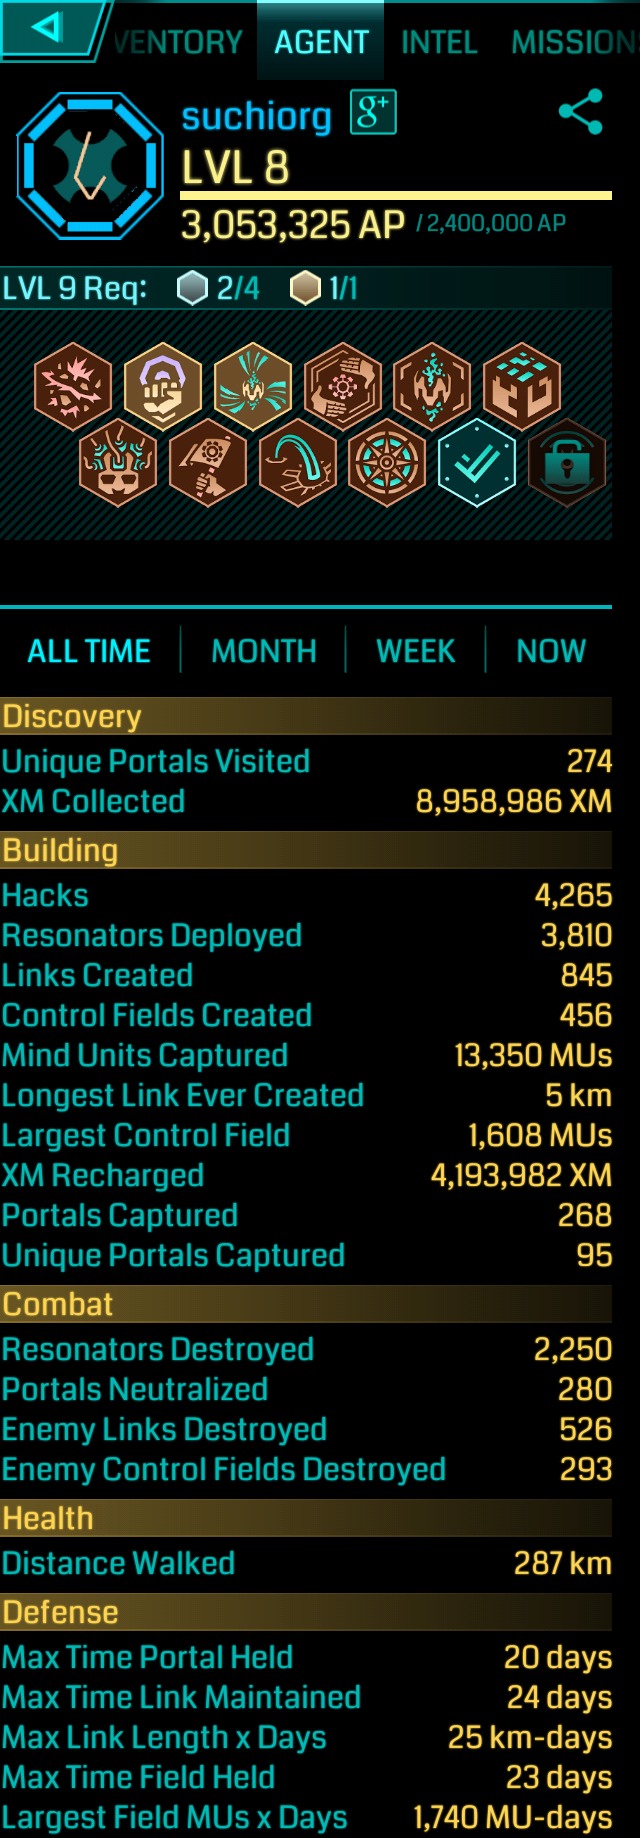 VENTORY AGENT INTEL MISSIONS
suchiorg g+
LVL 8
3,053,325 AP / 2,400,000 AP
LVL 9 Req: 2/4 1/1
ALL TIME MONTH WEEK NOW
Discovery
Unique Portals Visited 274
XM Collected 8,958,986 XM
Building
Hacks 4,265
Resonators Deployed 3,810
Links Created 845
Control Fields Created 456
Mind Units Captured 13,350 MUs
Longest Link Ever Created 5 km
Largest Control Field 1,608 MUs
XM Recharged 4,193,982 XM
Portals Captured 268
Unique Portals Captured 95
Combat
Resonators Destroyed 2,250
Portals Neutralized 280
Enemy Links Destroyed 526
Enemy Control Fields Destroyed 293
Health
Distance Walked 287 km
Defense
Max Time Portal Held 20 days
Max Time Link Maintained 24 days
Max Link Length x Days 25 km-days
Max Time Field Held 23 days
Largest Field MUs x Days 1,740 MU-days